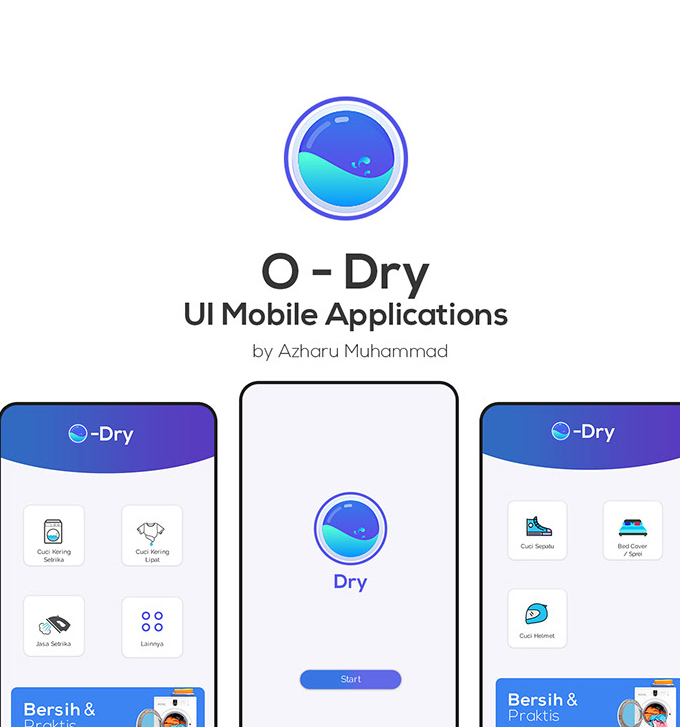 O - Dry
UI Mobile Applications
by Azharu Muhammad
-Dry
Cuci Kering
Setrika
Cuci Kering
Lipat
Jasa Setrika
Lainnya
Bersih &
Praktis
Dry
Start
-Dry
Cuci Sepatu
Bed Cover
/ Sprei
Cuci Helmet
Bersih &
Praktis